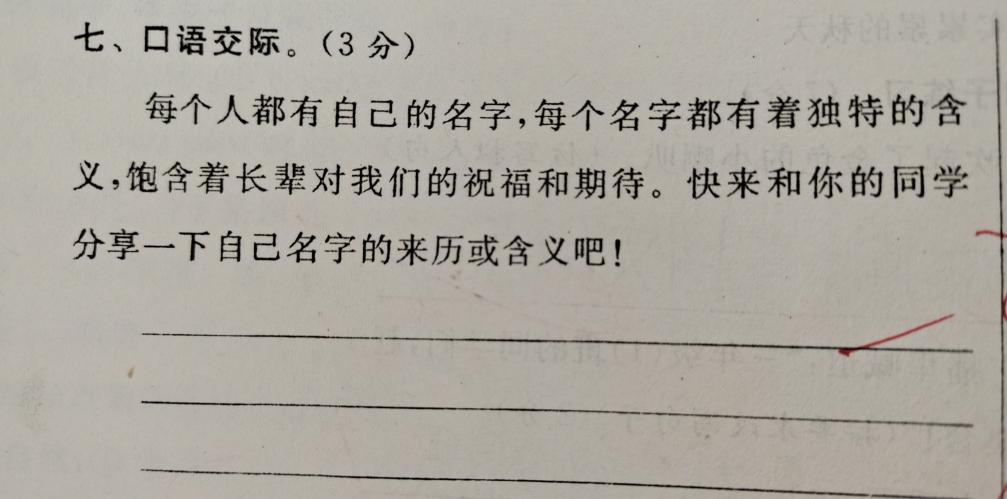 七、口语交际。(3 分)
每个人都有自己的名字,每个名字都有着独特的含
义,饱含着长辈对我们的祝福和期待。快来和你的同学
分享一下自己名字的来历或含义吧!